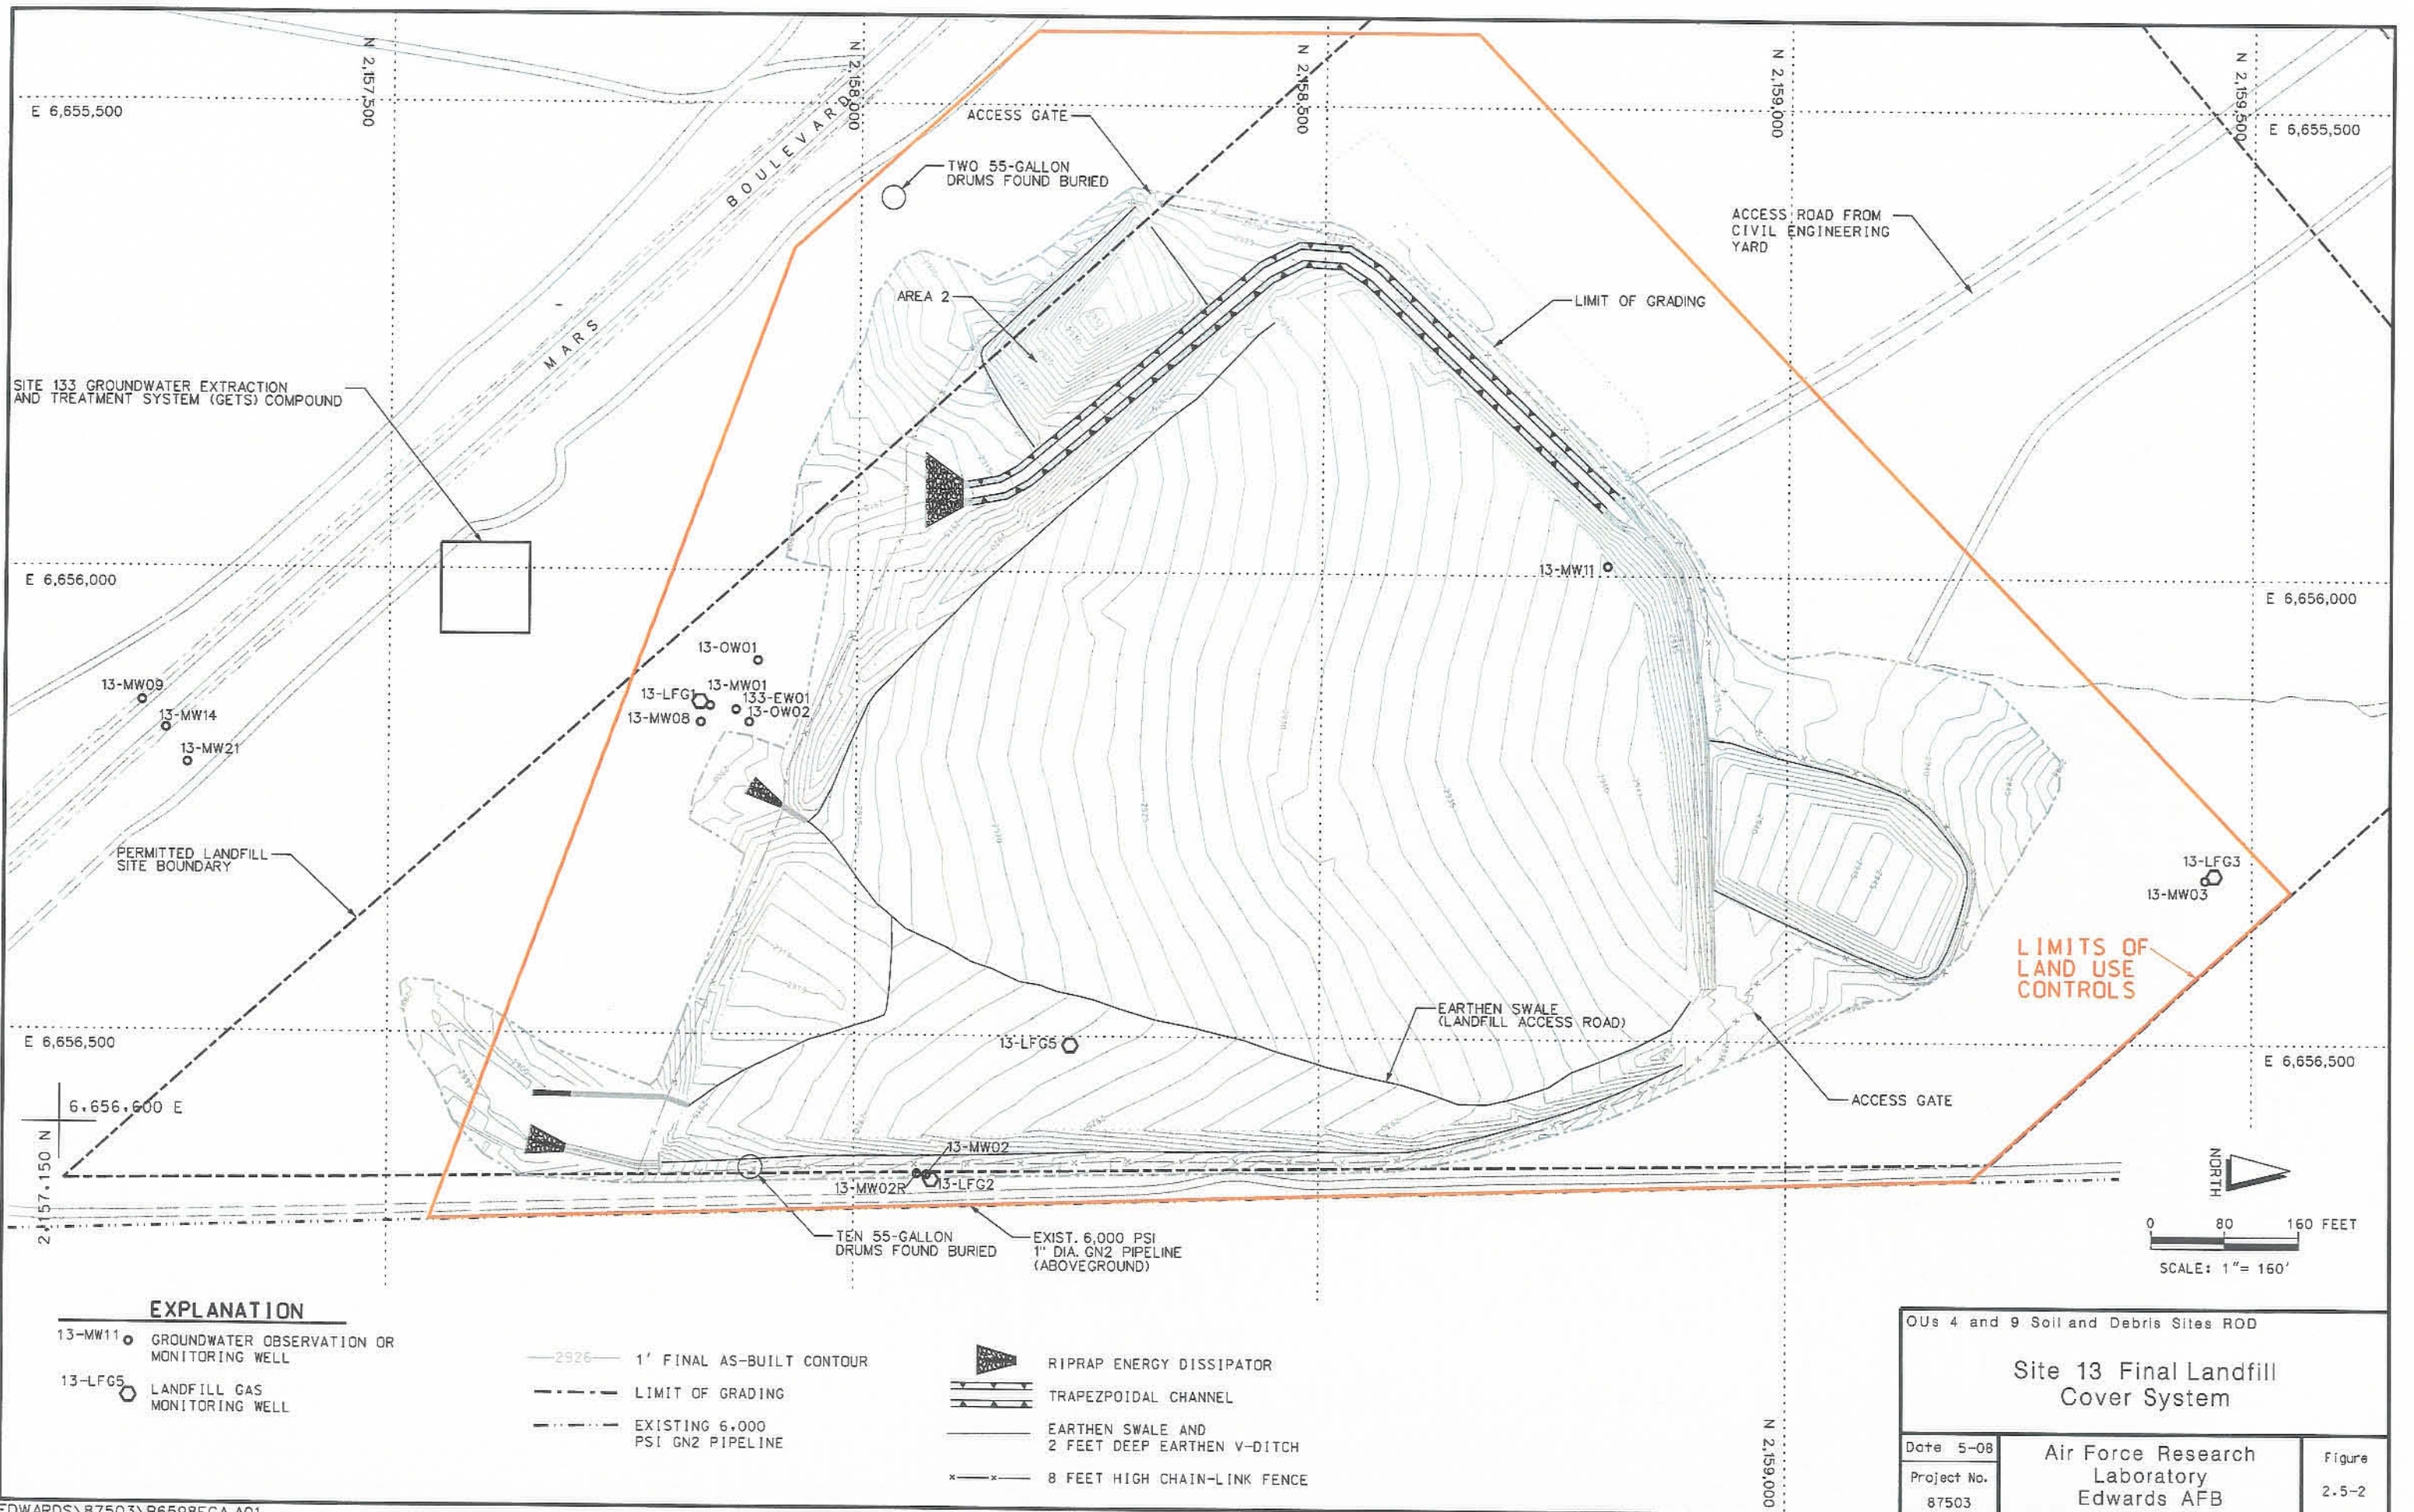 N 2,157,500
N 2,158,000
N 2,158,500
N 2,159,000
N 2,159,500
E 6,655,500
E 6,655,500
ACCESS GATE
MARS BOULEVARD
TWO 55-GALLON
DRUMS FOUND BURIED
ACCESS ROAD FROM
CIVIL ENGINEERING
YARD
AREA 2
LIMIT OF GRADING
SITE 133 GROUNDWATER EXTRACTION
AND TREATMENT SYSTEM (GETS) COMPOUND
E 6,656,000
13-MW11
E 6,656,000
13-OW01
13-MW09
13-LFG1
13-MW01
133-EW01
13-MW08
13-OW02
13-MW14
13-MW21
PERMITTED LANDFILL
SITE BOUNDARY
13-LFG3
13-MW03
LIMITS OF
LAND USE
CONTROLS
EARTHEN SWALE
(LANDFILL ACCESS ROAD)
13-LFG5
E 6,656,500
E 6,656,500
6,656,600 E
2,157,150 N
ACCESS GATE
13-MW02
13-MW02R
13-LFG2
NORTH
TEN 55-GALLON
DRUMS FOUND BURIED
EXIST. 6,000 PSI
1" DIA. GN2 PIPELINE
(ABOVEGROUND)
0 80 160 FEET
SCALE: 1"= 160'
EXPLANATION
13-MW11
GROUNDWATER OBSERVATION OR
MONITORING WELL
13-LFG5
LANDFILL GAS
MONITORING WELL
2926
1' FINAL AS-BUILT CONTOUR
LIMIT OF GRADING
EXISTING 6,000
PSI GN2 PIPELINE
RIPRAP ENERGY DISSIPATOR
TRAPEZPOIDAL CHANNEL
EARTHEN SWALE AND
2 FEET DEEP EARTHEN V-DITCH
8 FEET HIGH CHAIN-LINK FENCE
N 2,159,000
OUs 4 and 9 Soil and Debris Sites ROD
Site 13 Final Landfill
Cover System
Date 5-08
Project No.
87503
Air Force Research
Laboratory
Edwards AFB
Figure
2.5-2